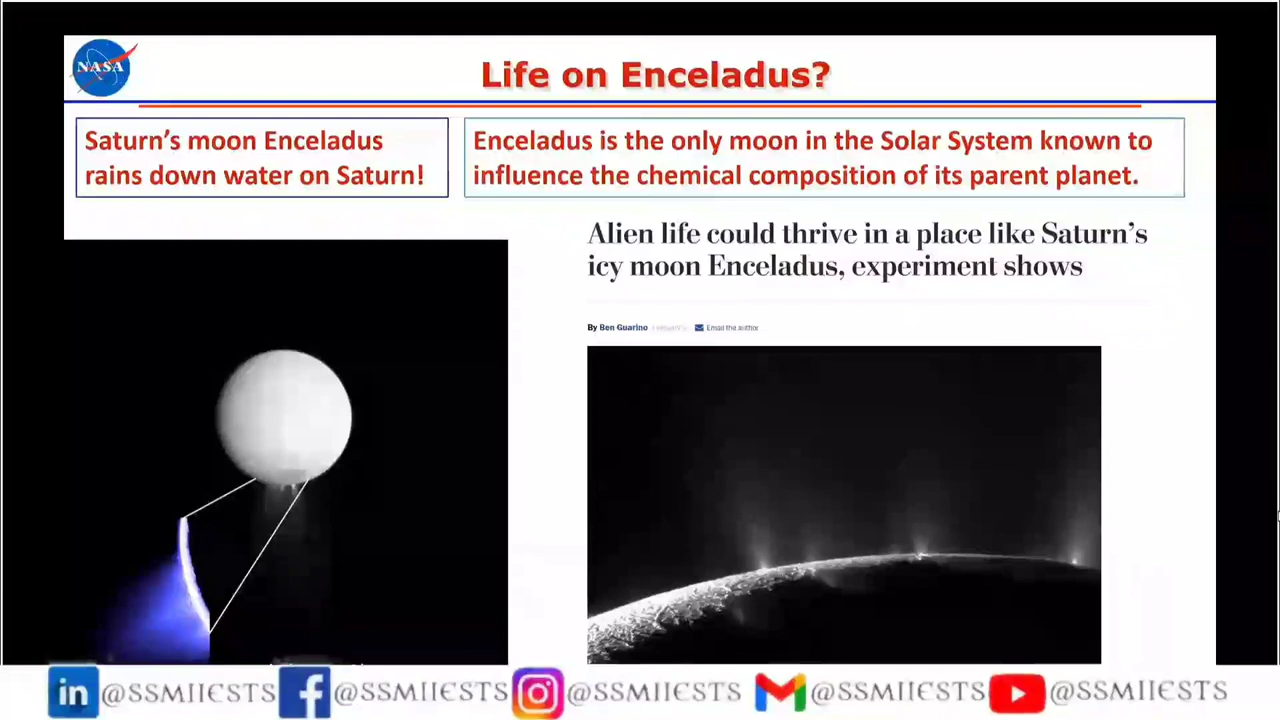 NASA
Life on Enceladus?
Saturn's moon Enceladus
rains down water on Saturn!
Enceladus is the only moon in the Solar System known to
influence the chemical composition of its parent planet.
Alien life could thrive in a place like Saturn's
icy moon Enceladus, experiment shows
By Ben Guarino Email the author
in @SSMIIESTS f @SSMIIESTS @SSMIIESTS @SSMIIESTS @SSMIIESTS